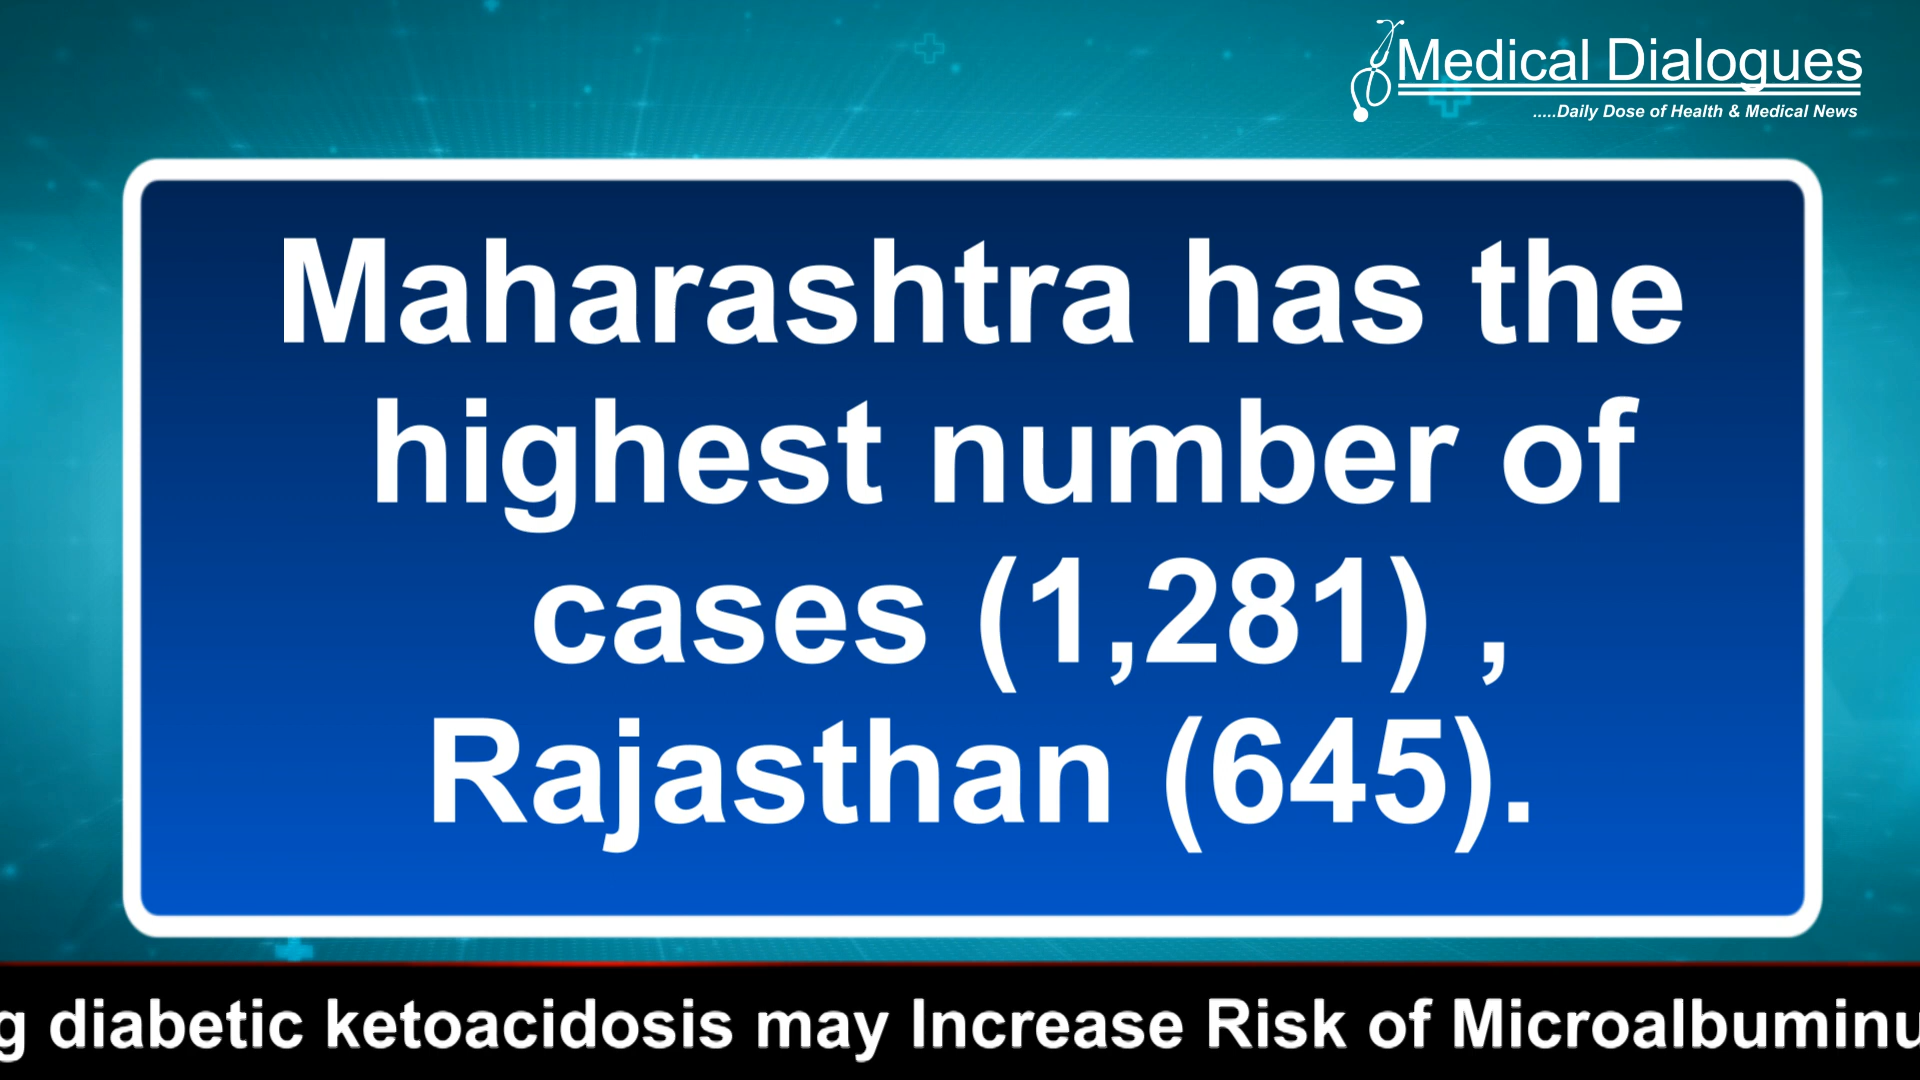 Medical Dialogues
.....Daily Dose of Health & Medical News
Maharashtra has the
highest number of
cases (1,281) ,
Rajasthan (645).
g diabetic ketoacidosis may Increase Risk of Microalbuminu